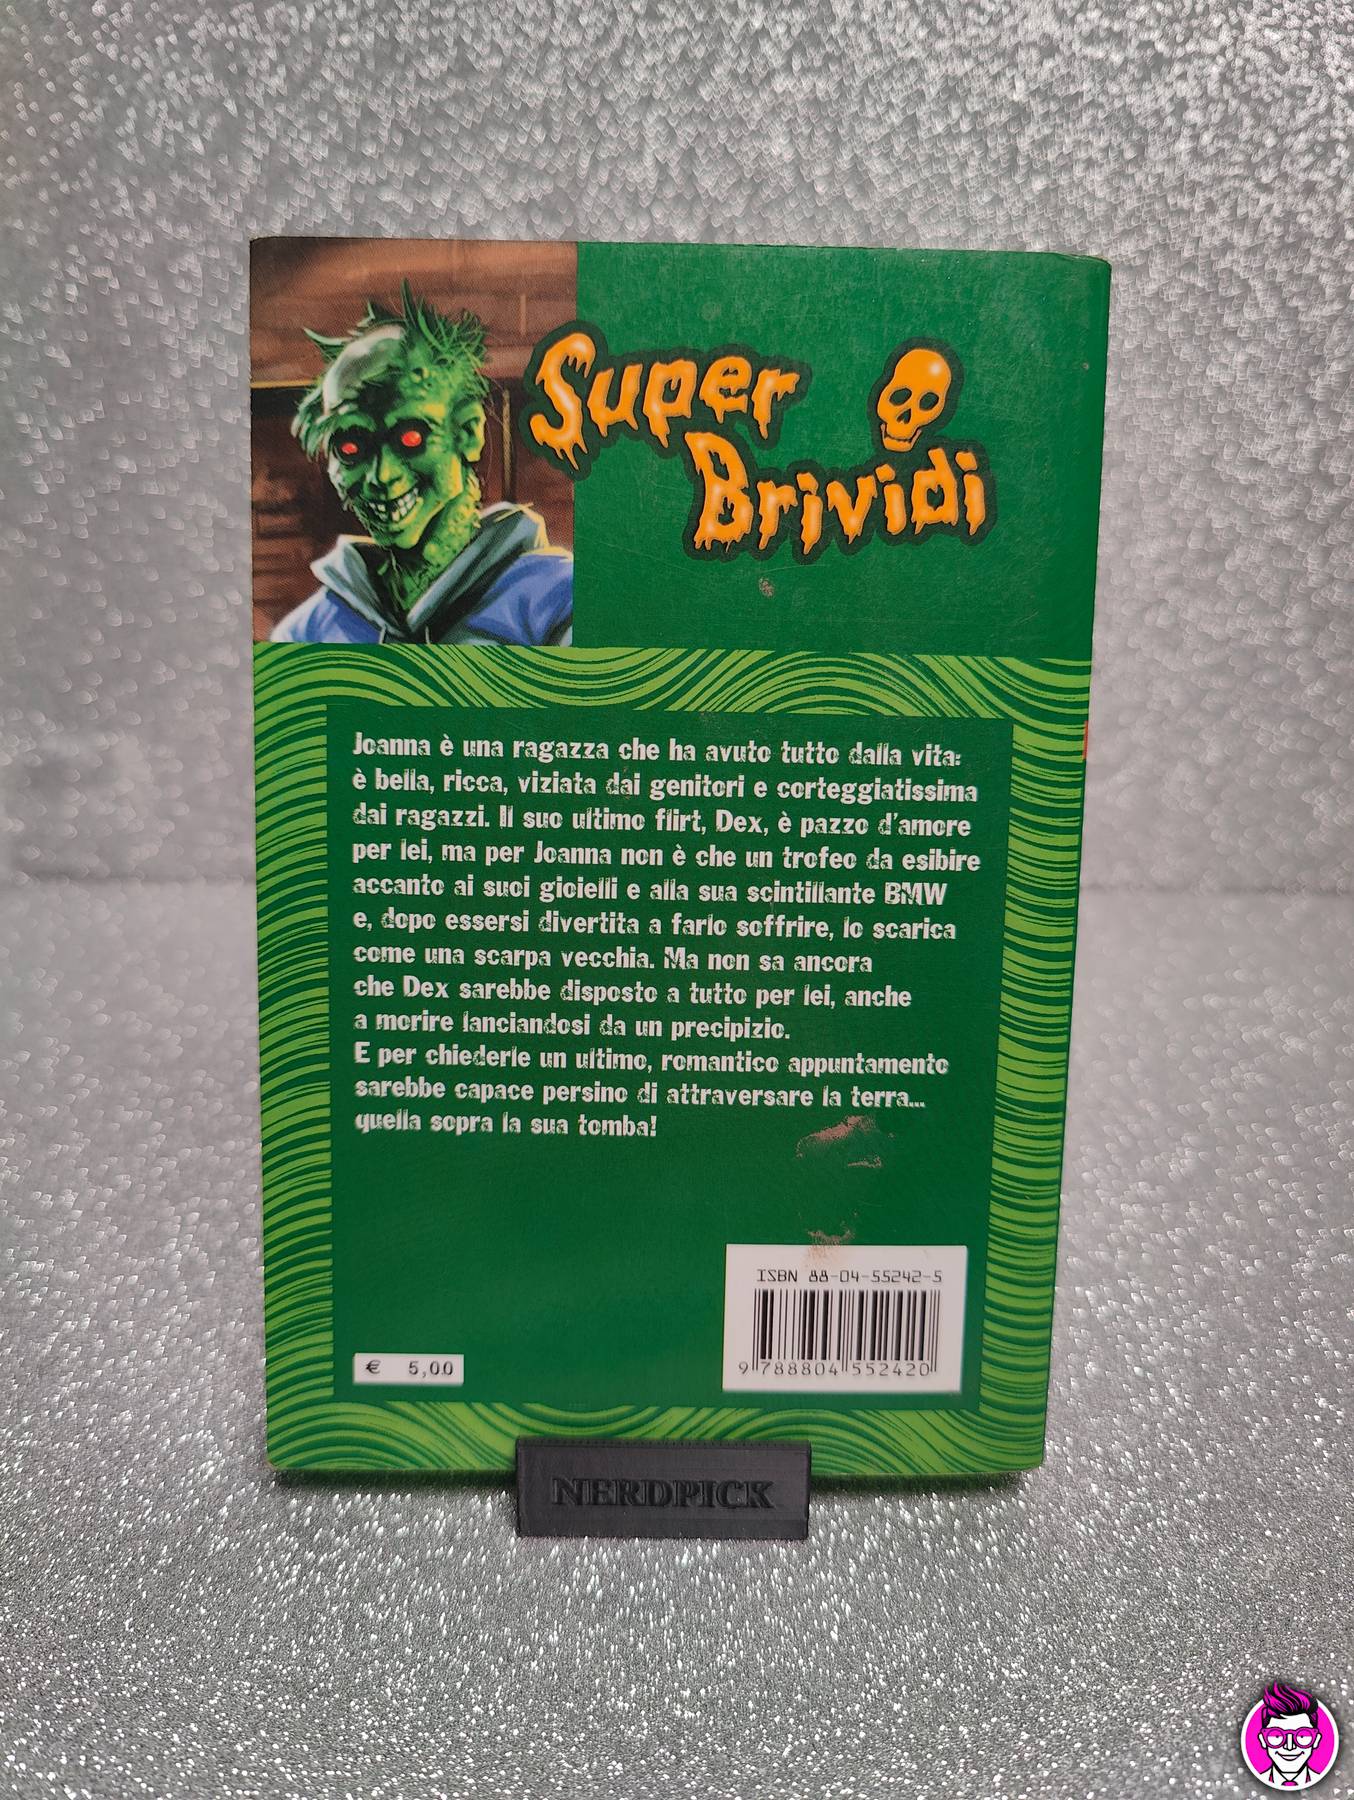 Super
Brividi
Joanna è una ragazza che ha avuto tutto dalla vita:
è bella, ricca, viziata dai genitori e corteggiatissima
dai ragazzi. Il suo ultimo flirt, Dex, è pazzo d'amore
per lei, ma per Joanna non è che un trofeo da esibire
accanto ai suoi gioielli e alla sua scintillante BMW
e, dopo essersi divertita a farlo soffrire, lo scarica
come una scarpa vecchia. Ma non sa ancora
che Dex sarebbe disposto a tutto per lei, anche
a morire lanciandosi da un precipizio.
E per chiederle un ultimo, romantico appuntamento
sarebbe capace persino di attraversare la terra...
quella sopra la sua tomba!
ISBN 88-04-55242-5
9 788804 552420
€ 5,00
NERDPICK